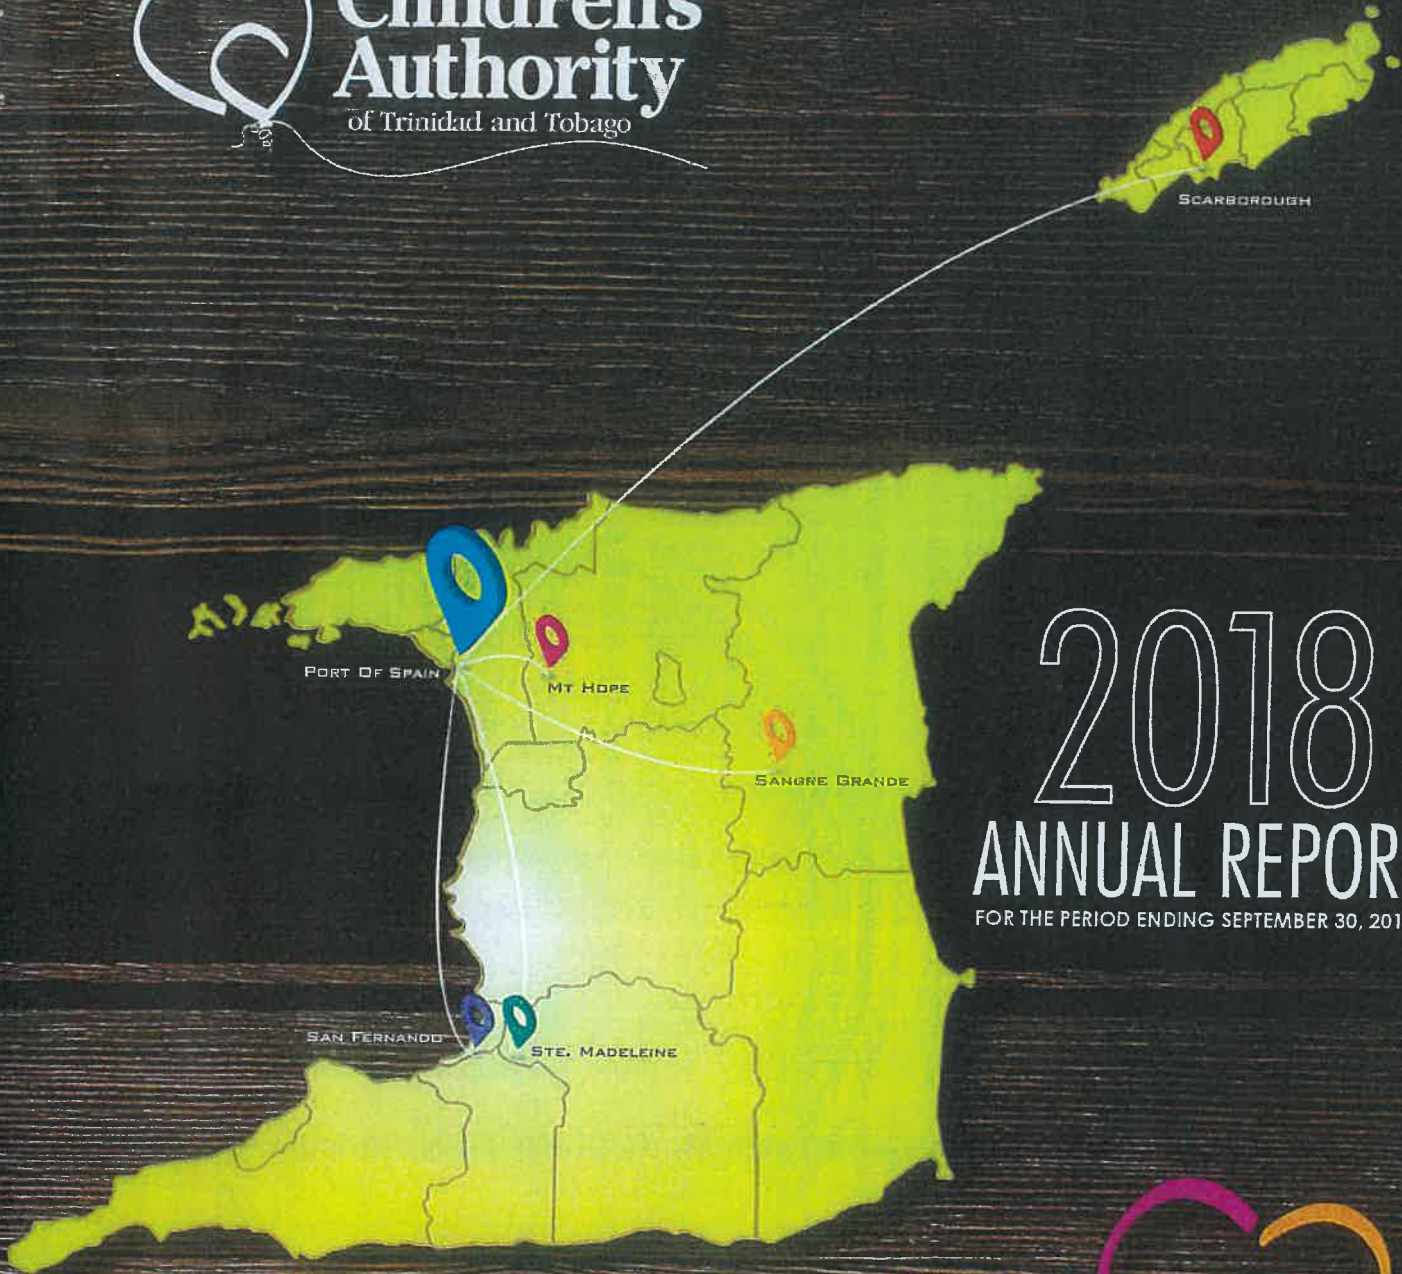 Children's
Authority
of Trinidad and Tobago
SCARBOROUGH
PORT OF SPAIN
MT HOPE
SANGRE GRANDE
2018
ANNUAL REPOR
FOR THE PERIOD ENDING SEPTEMBER 30, 201
SAN FERNANDO
STE. MADELEINE